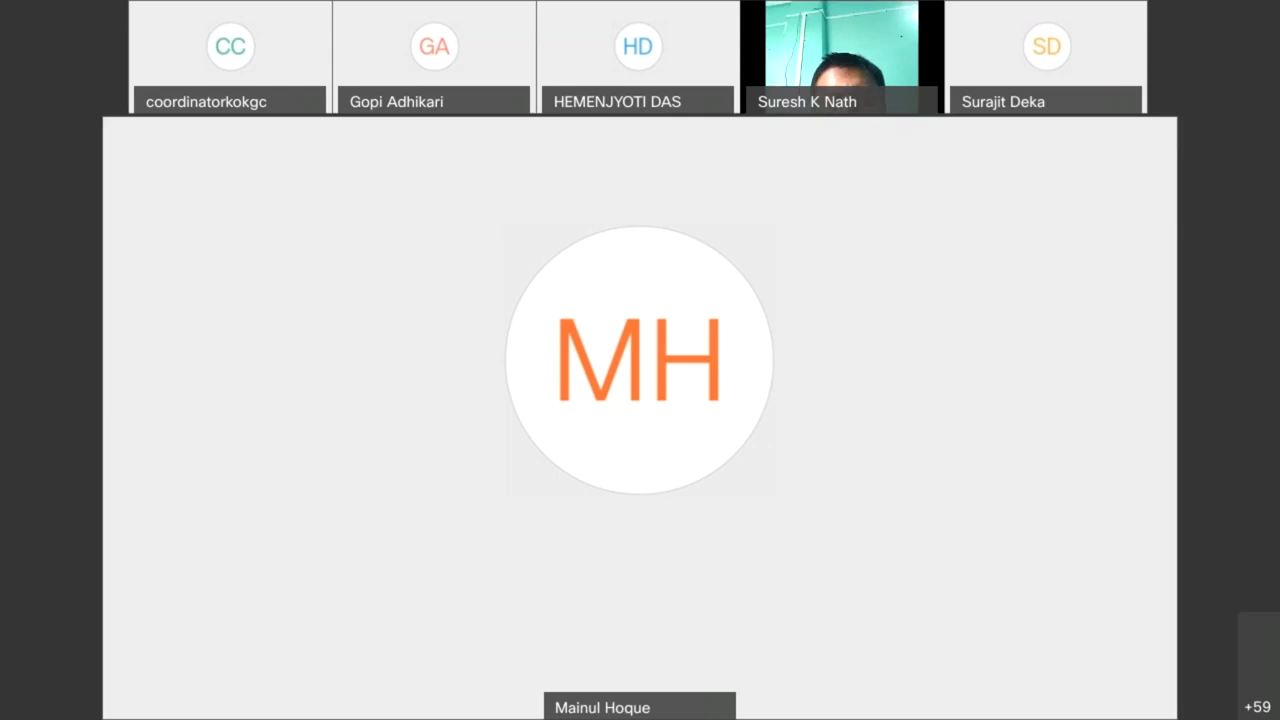 CC
GA
HD
SD
coordinatorkokgc
Gopi Adhikari
HEMENJYOTI DAS
Suresh K Nath
Surajit Deka
MH
Mainul Hoque
+59